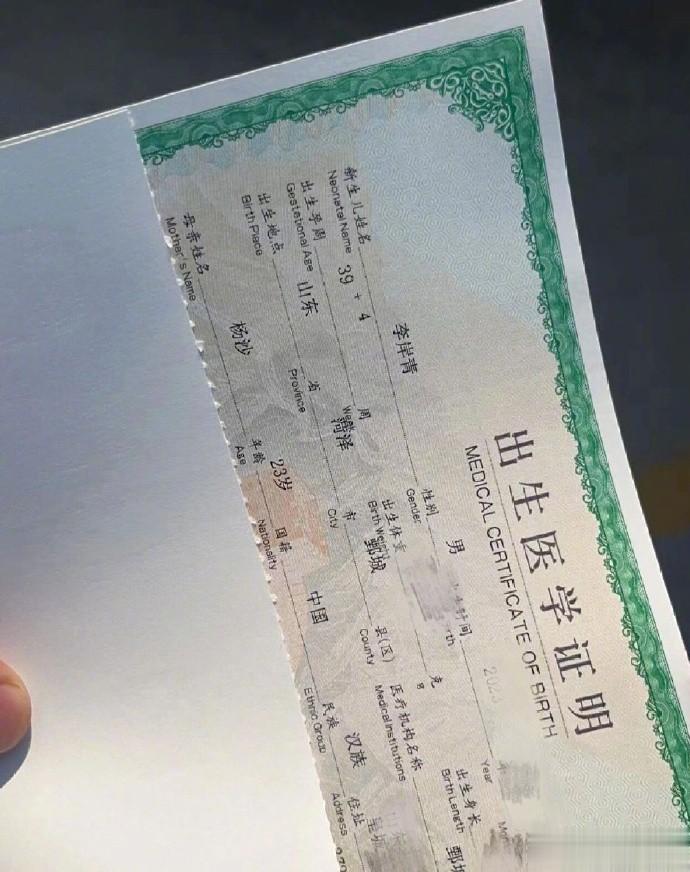 出生医学证明
MEDICAL CERTIFICATE OF BIRTH
新生儿姓名 李岸青 性别 男
Neonatal Name Gender Year
出生孕周 39+4 周 出生体重 克 出生身长
Gestational Age g Birth Length
出生地点 山东 省 菏泽 市 鄄城 县(区) 医疗机构名称
Birth Place Province City County Medical Institutions
母亲姓名 杨沙 年龄 23岁 国籍 中国 民族 汉族 住址
Mother's Name Age Nationality Ethnic Group Address